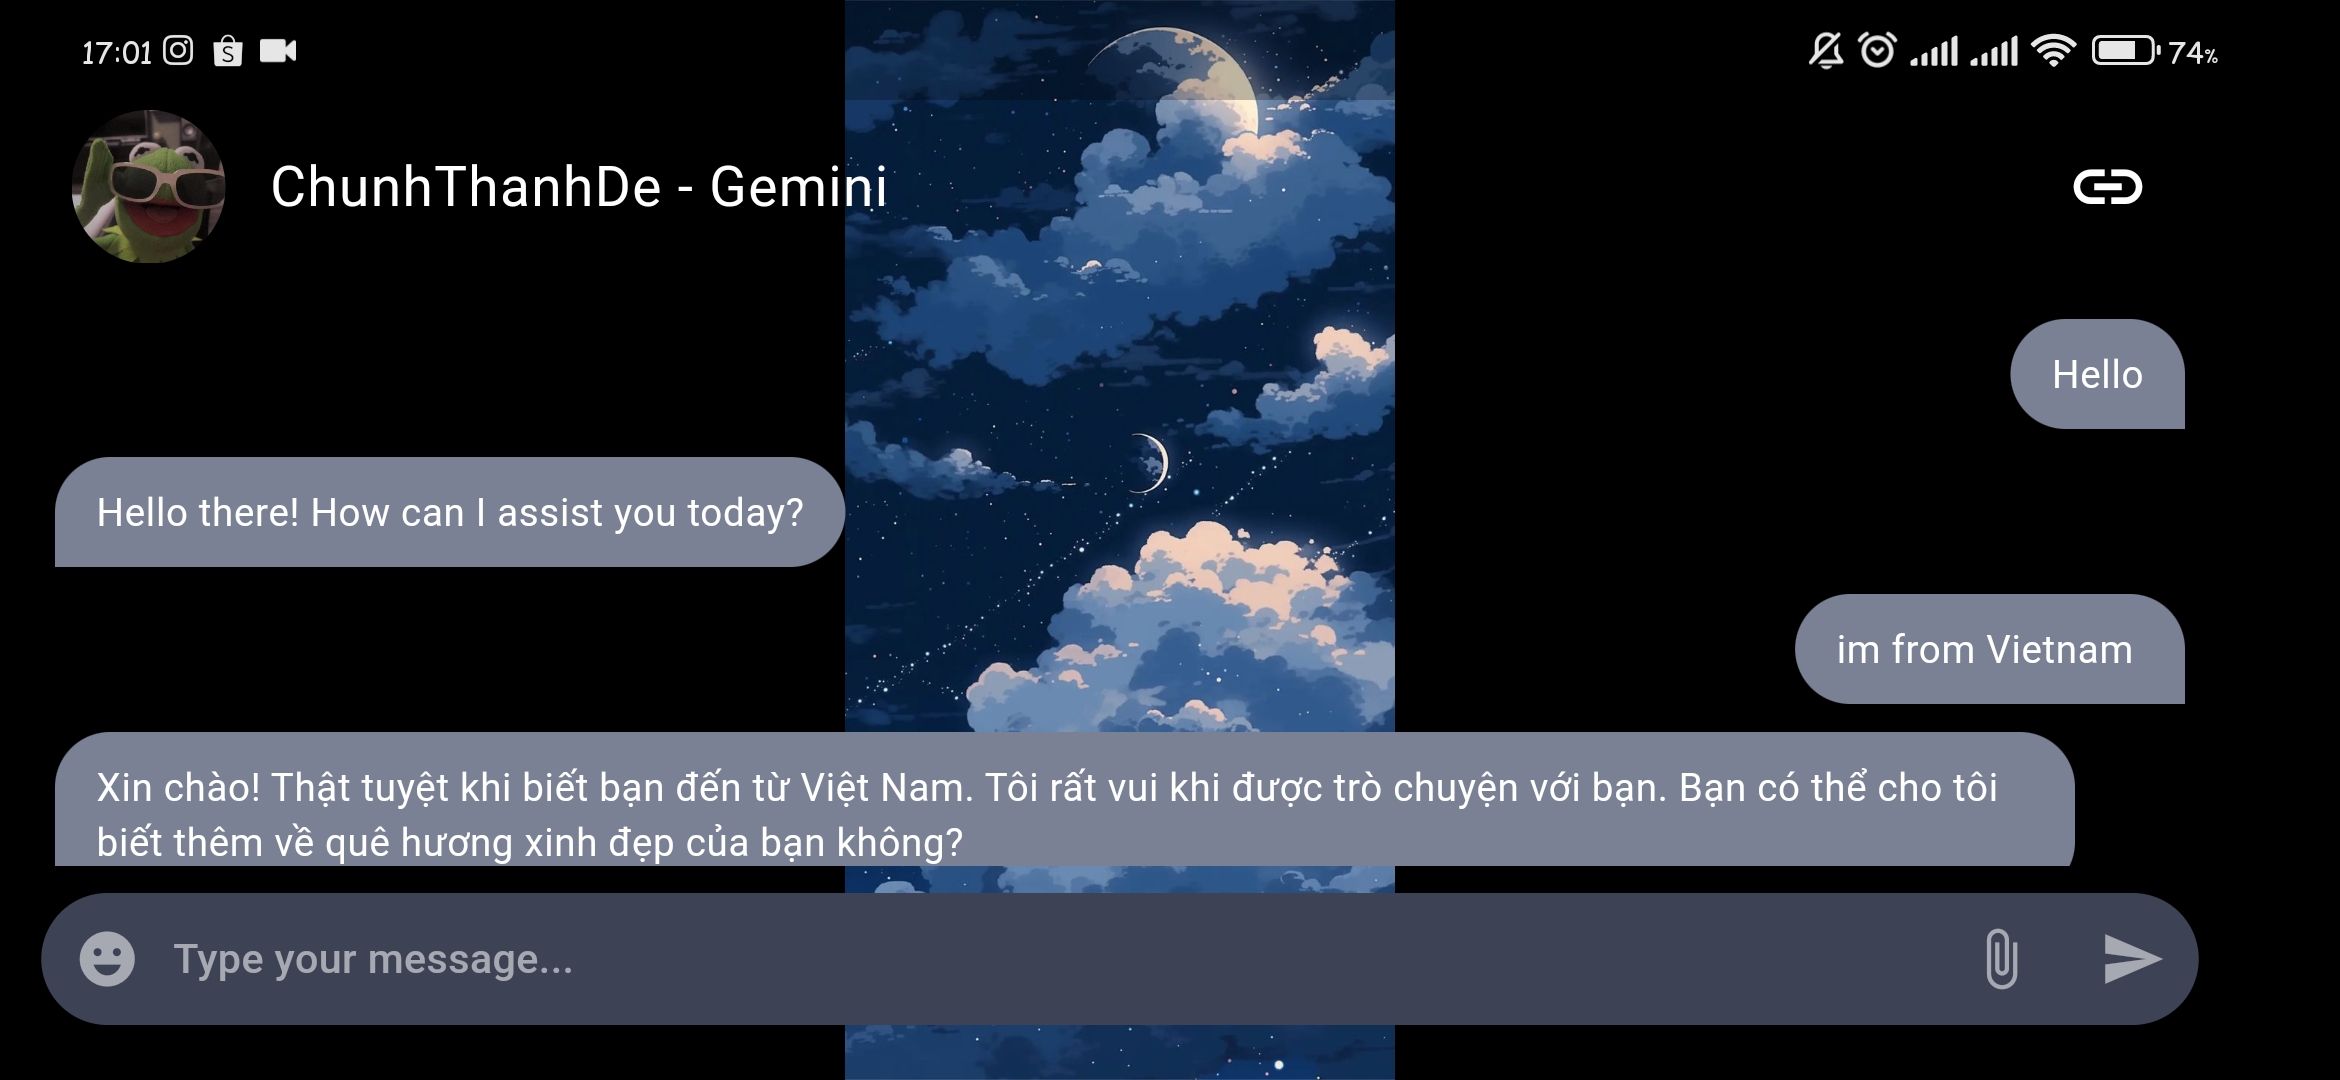 17:01
74%
ChunhThanhDe - Gemini
Hello
Hello there! How can I assist you today?
im from Vietnam
Xin chào! Thật tuyệt khi biết bạn đến từ Việt Nam. Tôi rất vui khi được trò chuyện với bạn. Bạn có thể cho tôi
biết thêm về quê hương xinh đẹp của bạn không?
Type your message...